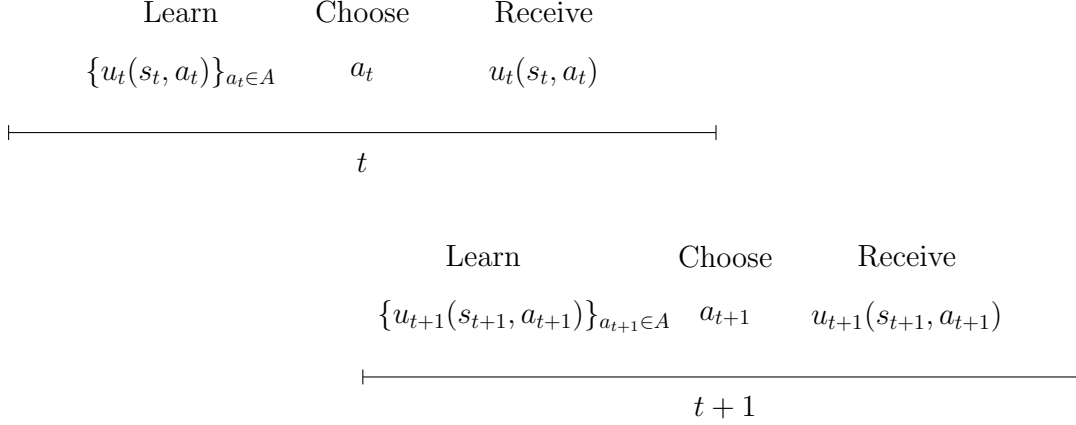 Learn Choose Receive
{u_t(s_t, a_t)}_{a_t∈A} a_t u_t(s_t, a_t)
t
Learn Choose Receive
{u_{t+1}(s_{t+1}, a_{t+1})}_{a_{t+1}∈A} a_{t+1} u_{t+1}(s_{t+1}, a_{t+1})
t + 1